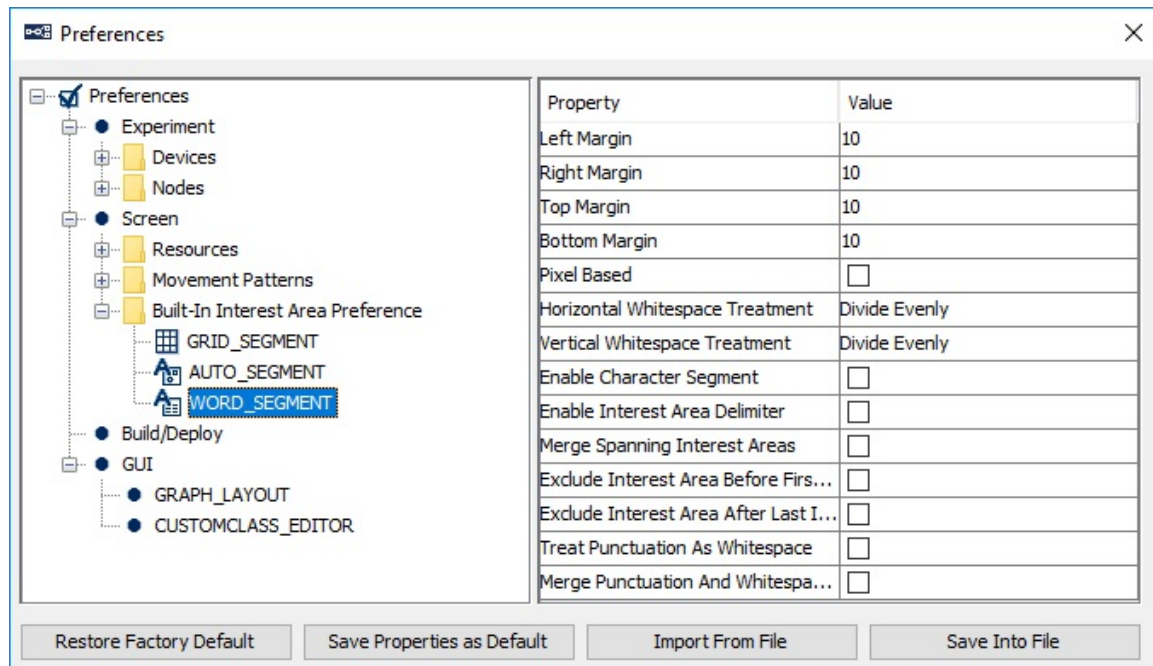 Preferences
Preferences
Experiment
Devices
Nodes
Screen
Resources
Movement Patterns
Built-In Interest Area Preference
GRID_SEGMENT
AUTO_SEGMENT
WORD_SEGMENT
Build/Deploy
GUI
GRAPH_LAYOUT
CUSTOMCLASS_EDITOR
Property Value
Left Margin 10
Right Margin 10
Top Margin 10
Bottom Margin 10
Pixel Based
Horizontal Whitespace Treatment Divide Evenly
Vertical Whitespace Treatment Divide Evenly
Enable Character Segment
Enable Interest Area Delimiter
Merge Spanning Interest Areas
Exclude Interest Area Before Firs...
Exclude Interest Area After Last I...
Treat Punctuation As Whitespace
Merge Punctuation And Whitespa...
Restore Factory Default Save Properties as Default Import From File Save Into File